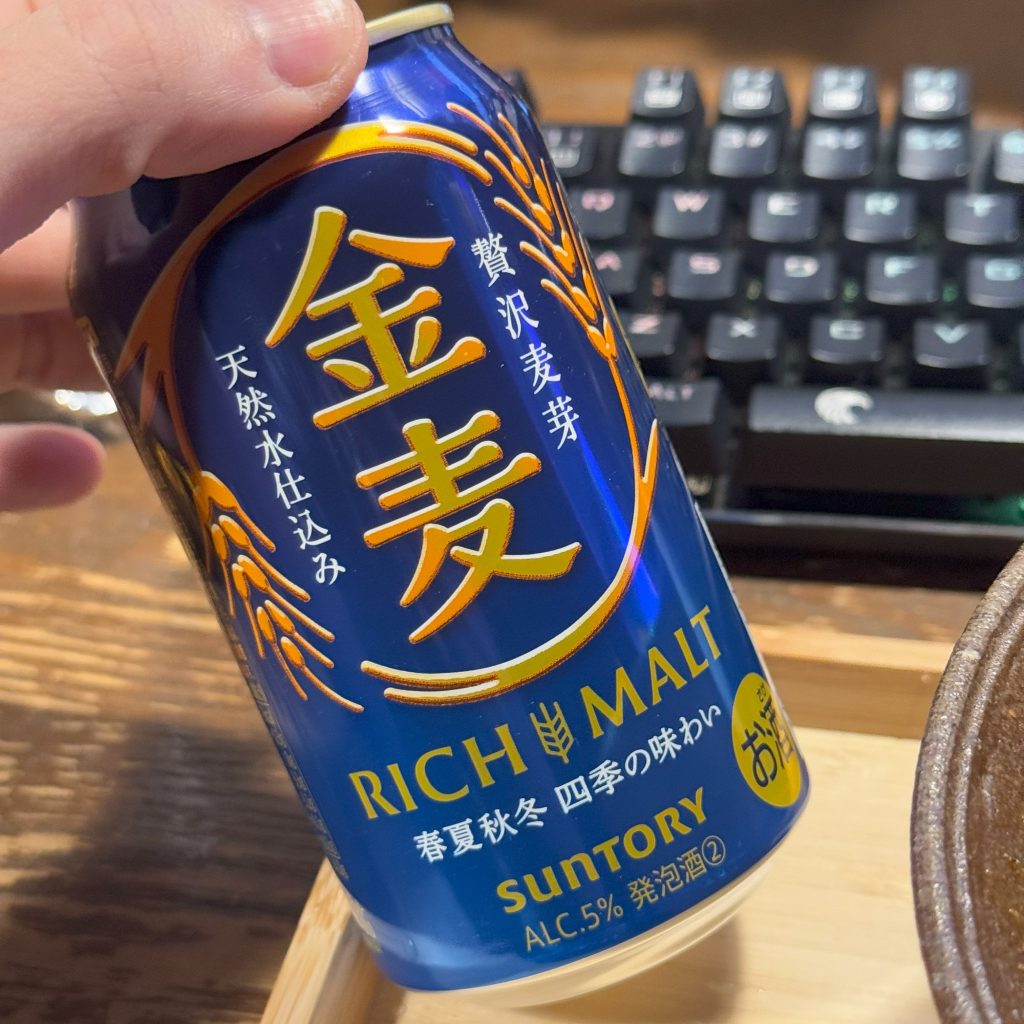 金麦
贅沢麦芽
天然水仕込み
RICH MALT
春夏秋冬 四季の味わい
お酒
SUNTORY
ALC.5% 発泡酒②
W E R T
A S D F G
Z X C V
ALT